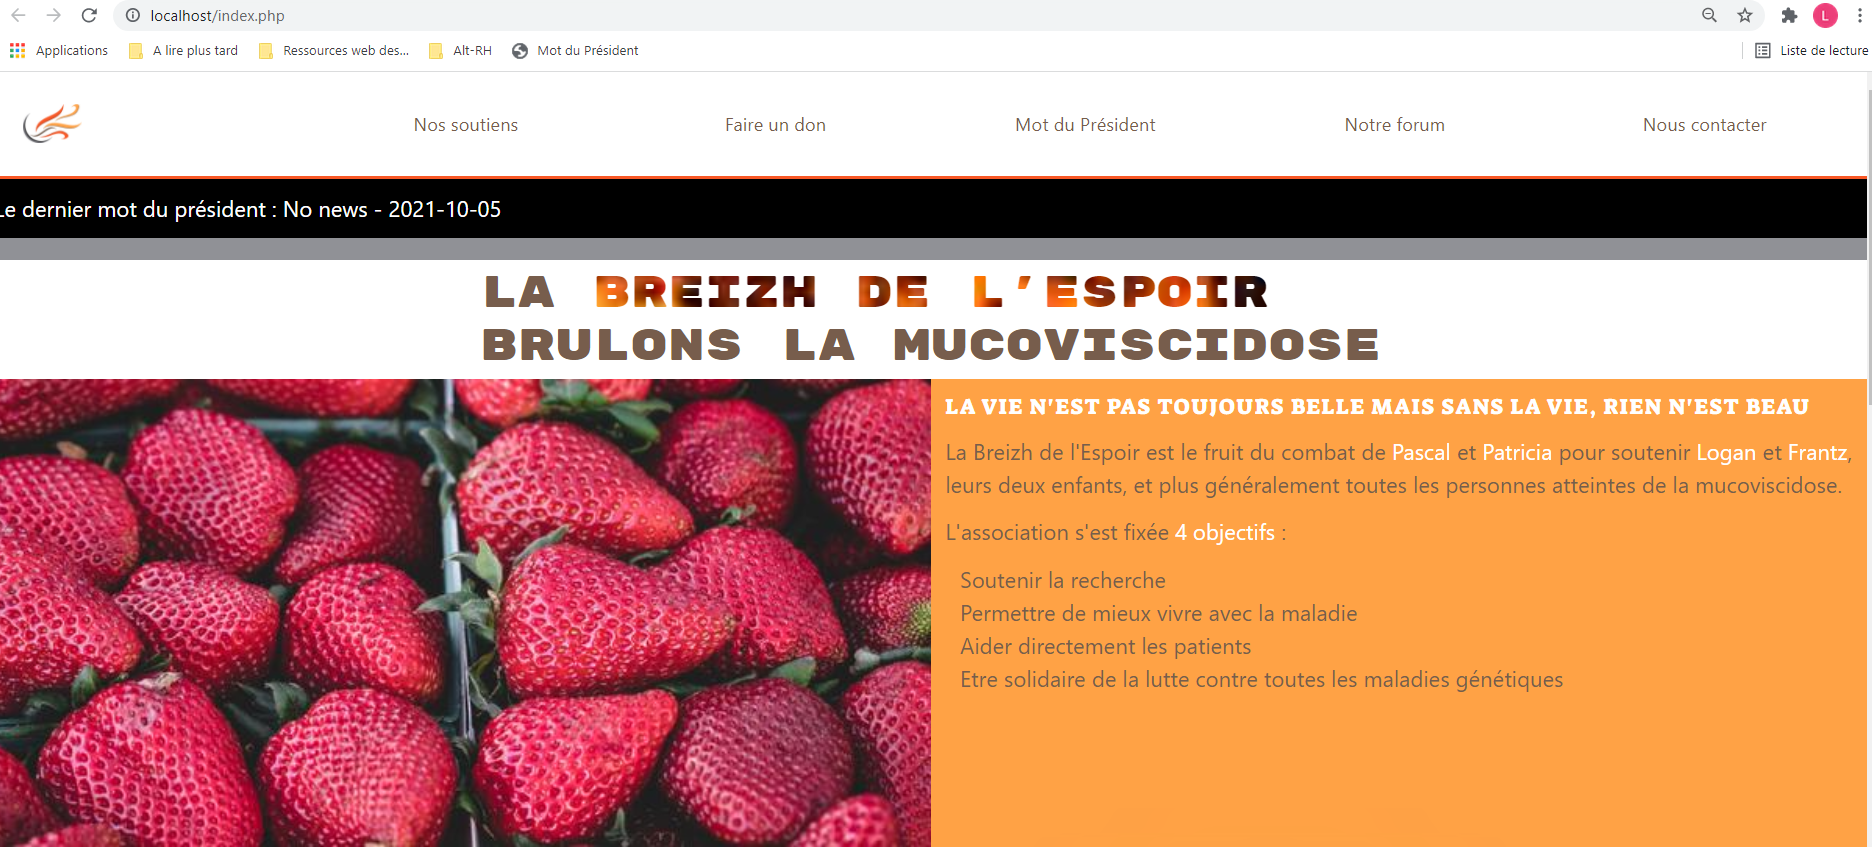 localhost/index.php
Applications A lire plus tard Ressources web des... Alt-RH Mot du Président Liste de lecture
L
Nos soutiens Faire un don Mot du Président Notre forum Nous contacter
Le dernier mot du président : No news - 2021-10-05
LA BREIZH DE L'ESPOIR
BRULONS LA MUCOVISCIDOSE
LA VIE N'EST PAS TOUJOURS BELLE MAIS SANS LA VIE, RIEN N'EST BEAU
La Breizh de l'Espoir est le fruit du combat de Pascal et Patricia pour soutenir Logan et Frantz,
leurs deux enfants, et plus généralement toutes les personnes atteintes de la mucoviscidose.
L'association s'est fixée 4 objectifs :
Soutenir la recherche
Permettre de mieux vivre avec la maladie
Aider directement les patients
Etre solidaire de la lutte contre toutes les maladies génétiques